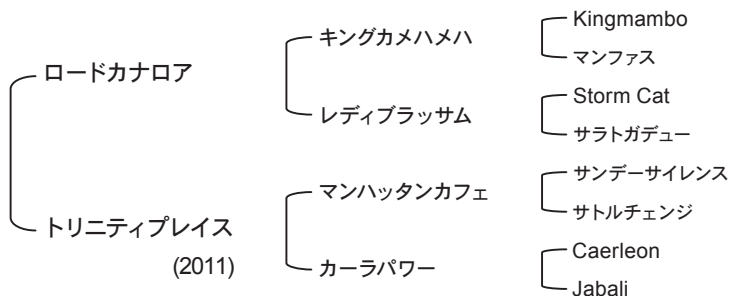 ロードカナロア
キングカメハメハ
Kingmambo
マンファス
レディブラッサム
Storm Cat
サラトガデュー
トリニティプレイス
(2011)
マンハッタンカフェ
サンデーサイレンス
サトルチェンジ
カーラパワー
Caerleon
Jabali